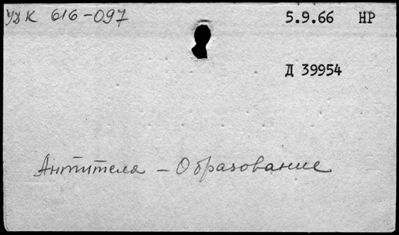 УДК 616-097
5.9.66 НР
Д 39954
Антитела - Образование